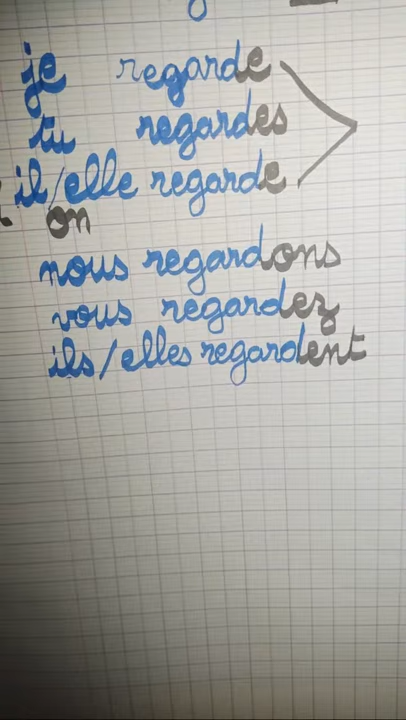 je regarde
tu regardes
il/elle regarde
on
nous regardons
vous regardez
ils/elles regardent